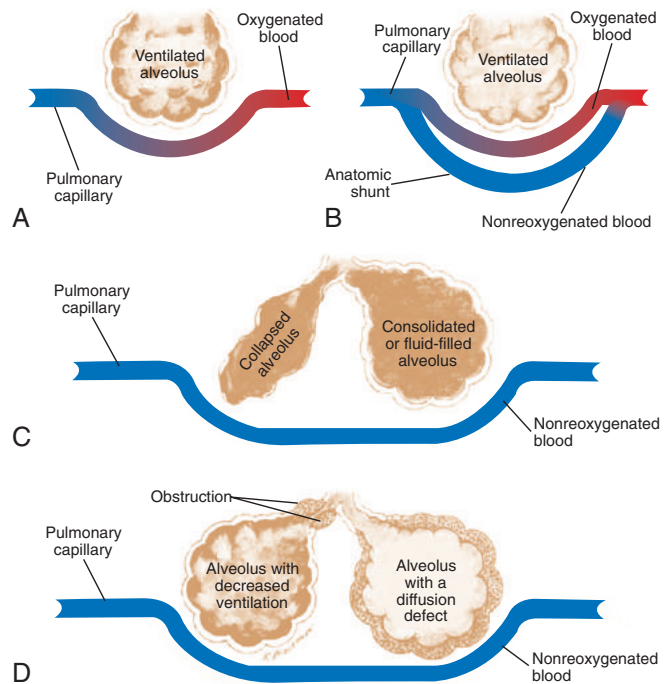 Oxygenated
blood
Ventilated
alveolus
Pulmonary
capillary
A
Pulmonary
capillary
Oxygenated
blood
Ventilated
alveolus
Anatomic
shunt
Nonreoxygenated blood
B
Pulmonary
capillary
Collapsed
alveolus
Consolidated
or fluid-filled
alveolus
Nonreoxygenated
blood
C
Obstruction
Pulmonary
capillary
Alveolus with
decreased
ventilation
Alveolus
with a
diffusion
defect
Nonreoxygenated
blood
D